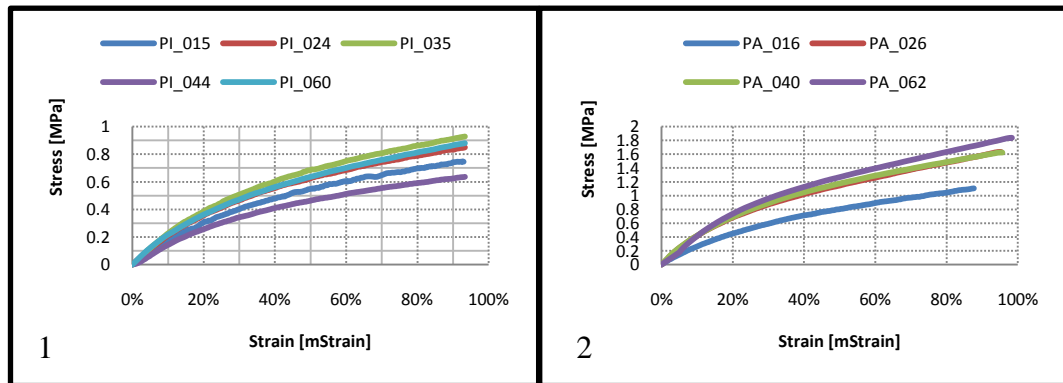 PI_015 PI_024 PI_035
PI_044 PI_060
Stress [MPa]
1
0.8
0.6
0.4
0.2
0
0% 20% 40% 60% 80% 100%
Strain [mStrain]
1
PA_016 PA_026
PA_040 PA_062
Stress [MPa]
2
1.8
1.6
1.4
1.2
1
0.8
0.6
0.4
0.2
0
0% 20% 40% 60% 80% 100%
Strain [mStrain]
2